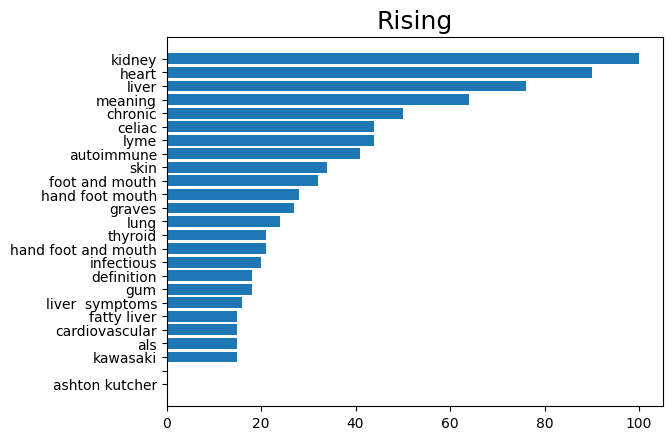 Rising
kidney
heart
liver
meaning
chronic
celiac
lyme
autoimmune
skin
foot and mouth
hand foot mouth
graves
lung
thyroid
hand foot and mouth
infectious
definition
gum
liver  symptoms
fatty liver
cardiovascular
als
kawasaki
ashton kutcher
0 20 40 60 80 100